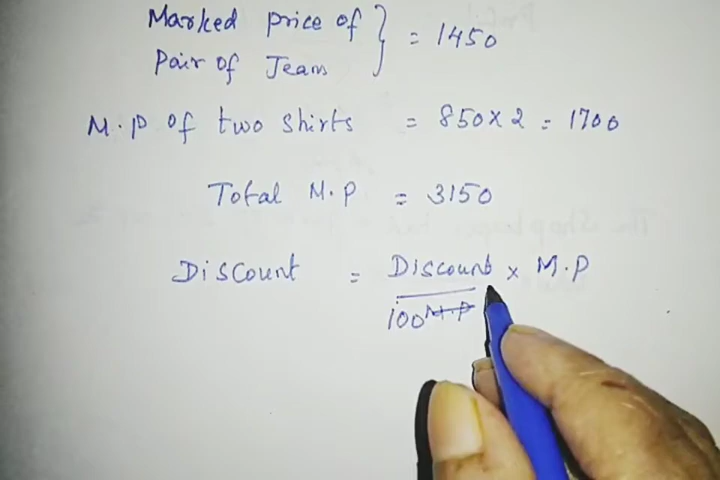 Marked price of
Pair of Jeans } = 1450
M.P of two shirts = 850 × 2 = 1700
Total M.P = 3150
Discount = Discount × M.P
100 M.P